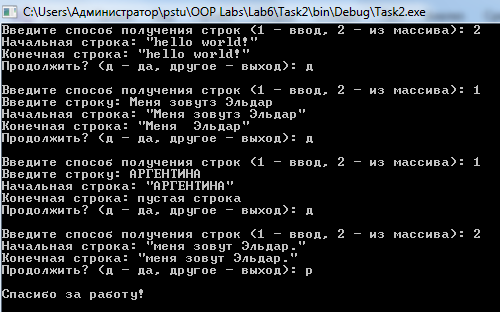 C:\Users\Администратор\pstu\OOP Labs\Lab6\Task2\bin\Debug\Task2.exe
Введите способ получения строк (1 - ввод, 2 - из массива): 2
Начальная строка: "hello world!"
Конечная строка: "hello world!"
Продолжить? (д - да, другое - выход): д
Введите способ получения строк (1 - ввод, 2 - из массива): 1
Введите строку: Меня зовутз Эльдар
Начальная строка: "Меня зовутз Эльдар"
Конечная строка: "Меня  Эльдар"
Продолжить? (д - да, другое - выход): д
Введите способ получения строк (1 - ввод, 2 - из массива): 1
Введите строку: АРГЕНТИНА
Начальная строка: "АРГЕНТИНА"
Конечная строка: пустая строка
Продолжить? (д - да, другое - выход): д
Введите способ получения строк (1 - ввод, 2 - из массива): 2
Начальная строка: "меня зовут Эльдар."
Конечная строка: "меня зовут Эльдар."
Продолжить? (д - да, другое - выход): р
Спасибо за работу!